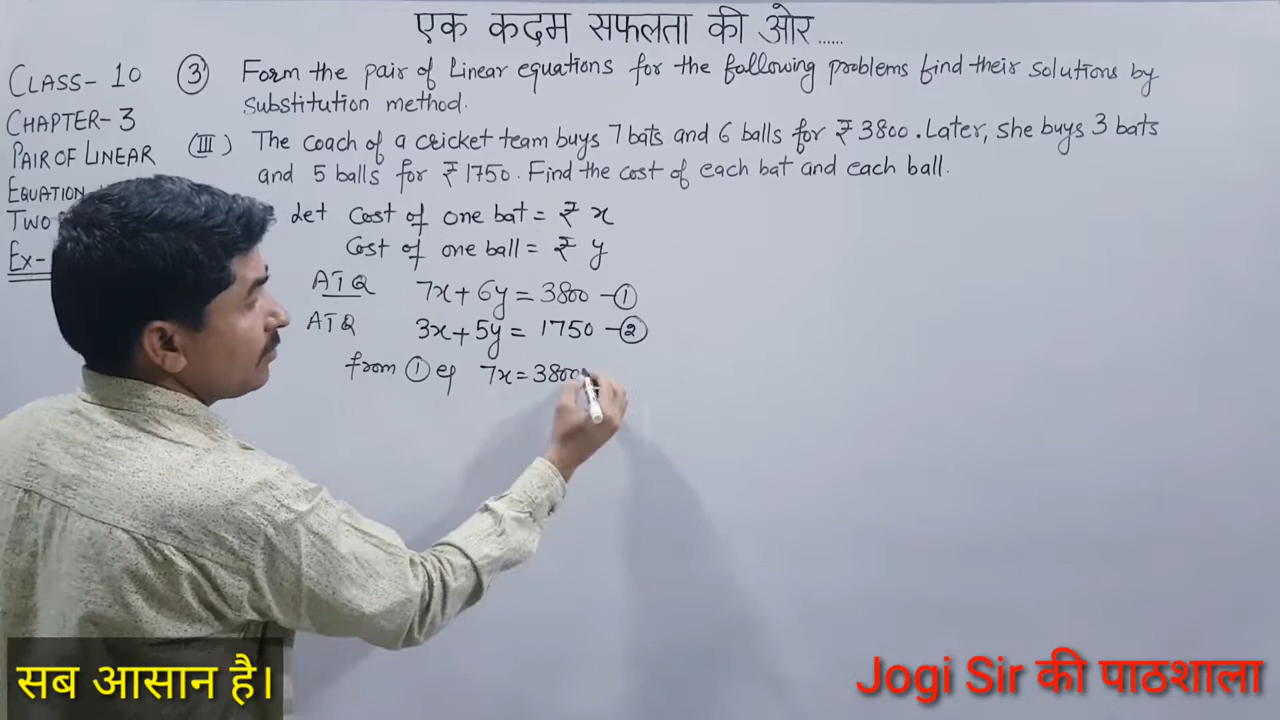 एक कदम सफलता की ओर......
CLASS-10
CHAPTER-3
PAIR OF LINEAR
EQUATION
TWO
Ex-
③ Form the pair of Linear equations for the following problems find their solutions by
substitution method.
(III) The coach of a cricket team buys 7 bats and 6 balls for ₹3800. Later, she buys 3 bats
and 5 balls for ₹1750. Find the cost of each bat and each ball.
Let Cost of one bat = ₹ x
Cost of one ball = ₹ y
ATQ 7x+6y=3800 -①
ATQ 3x+5y=1750 -②
from ① eq 7x=3800
सब आसान है।
Jogi Sir की पाठशाला